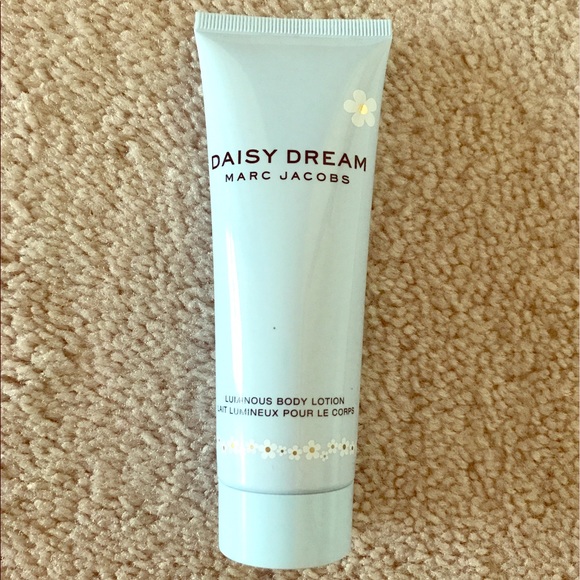 DAISY DREAM
MARC JACOBS
LUMINOUS BODY LOTION
LAIT LUMINEUX POUR LE CORPS